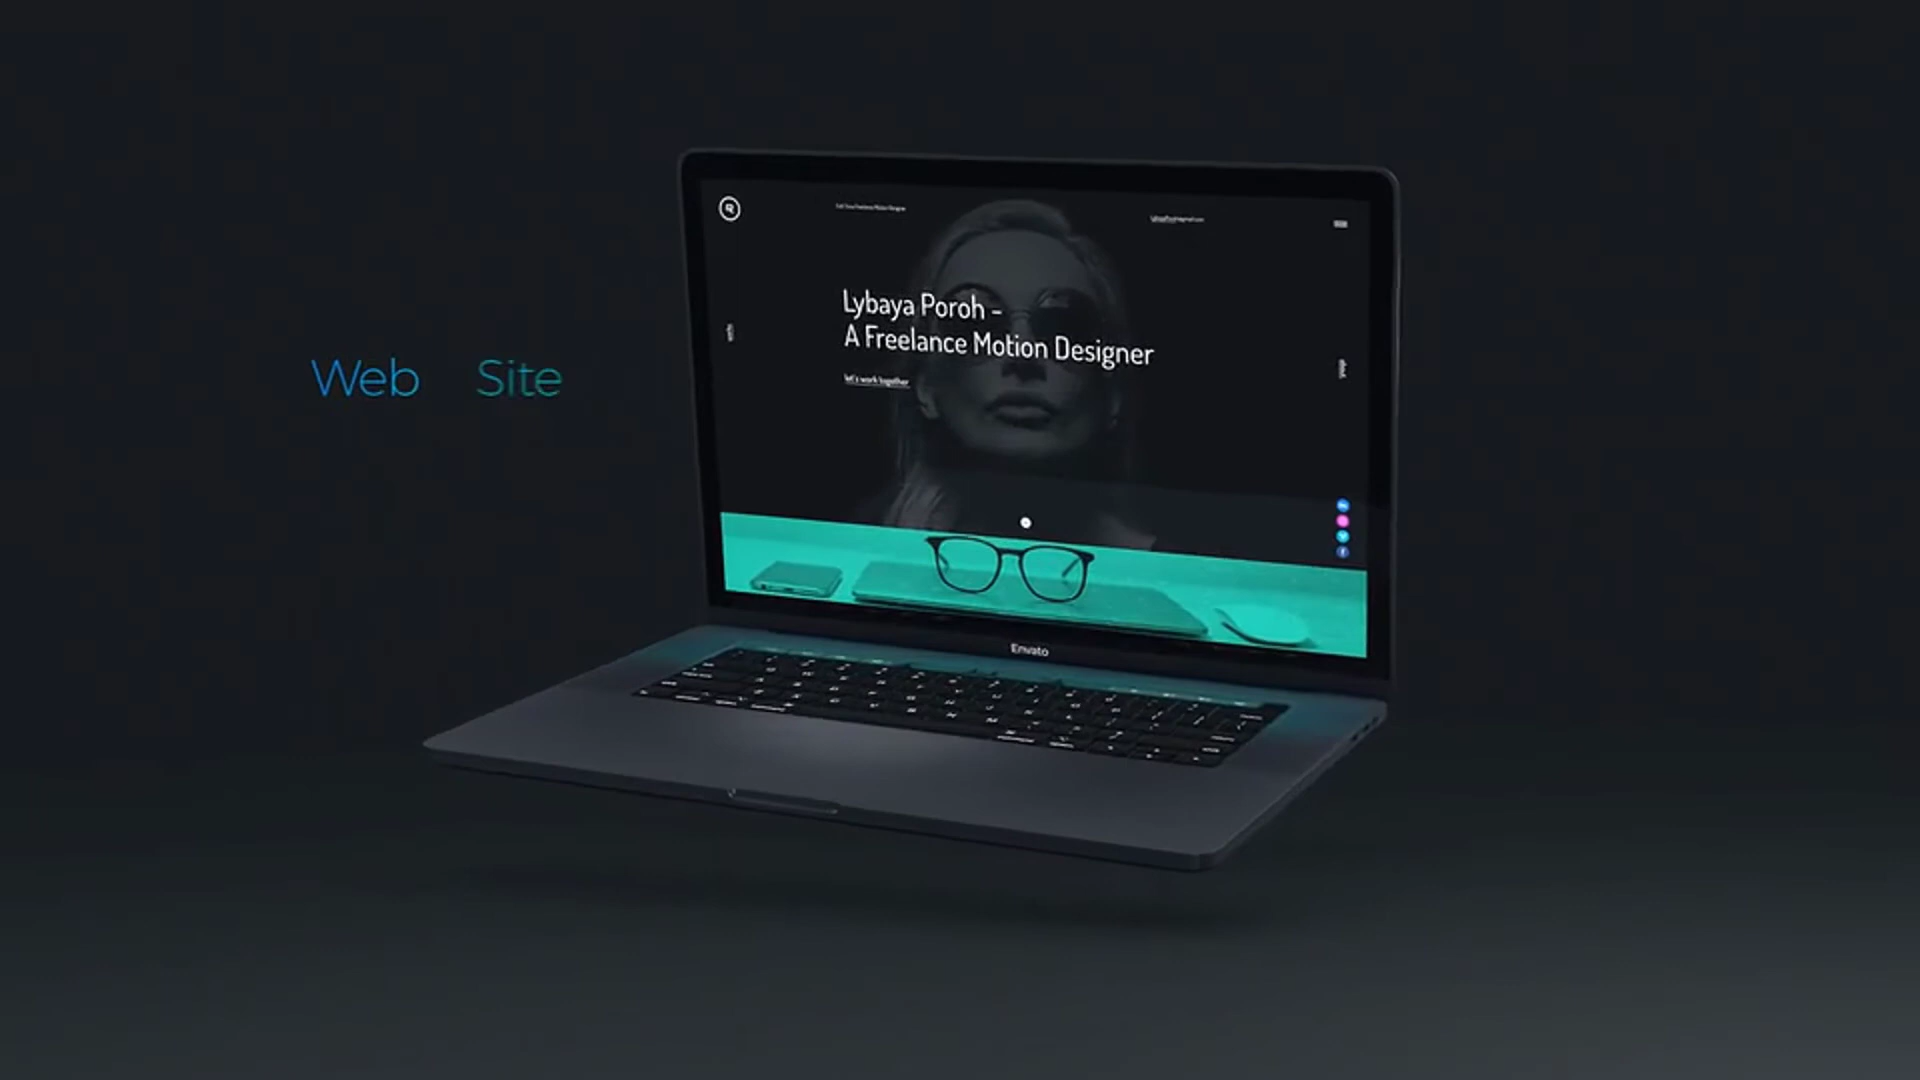 Web Site
Lybaya Poroh –
A Freelance Motion Designer
let's work together
Envato